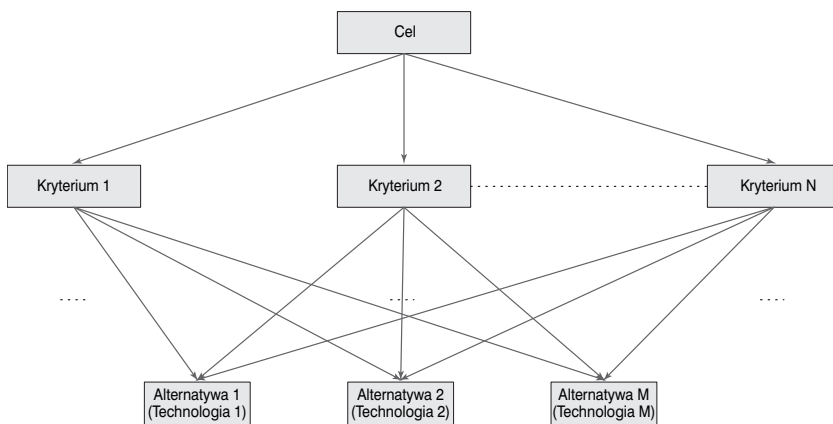 Cel
Kryterium 1
Kryterium 2
Kryterium N
Alternatywa 1
(Technologia 1)
Alternatywa 2
(Technologia 2)
Alternatywa M
(Technologia M)